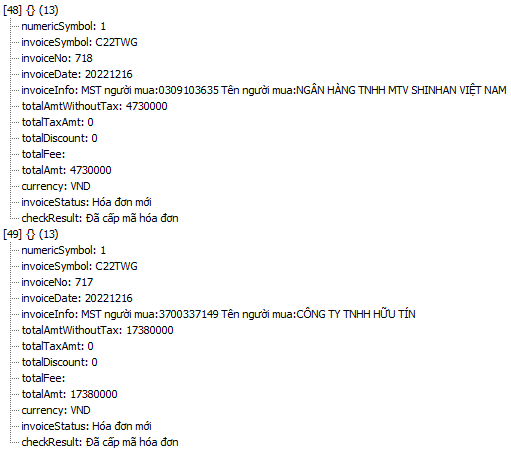 [48] {} (13)
numericSymbol: 1
invoiceSymbol: C22TWG
invoiceNo: 718
invoiceDate: 20221216
invoiceInfo: MST người mua:0309103635 Tên người mua:NGÂN HÀNG TNHH MTV SHINHAN VIỆT NAM
totalAmtWithoutTax: 4730000
totalTaxAmt: 0
totalDiscount: 0
totalFee:
totalAmt: 4730000
currency: VND
invoiceStatus: Hóa đơn mới
checkResult: Đã cấp mã hóa đơn
[49] {} (13)
numericSymbol: 1
invoiceSymbol: C22TWG
invoiceNo: 717
invoiceDate: 20221216
invoiceInfo: MST người mua:3700337149 Tên người mua:CÔNG TY TNHH HỮU TÍN
totalAmtWithoutTax: 17380000
totalTaxAmt: 0
totalDiscount: 0
totalFee:
totalAmt: 17380000
currency: VND
invoiceStatus: Hóa đơn mới
checkResult: Đã cấp mã hóa đơn